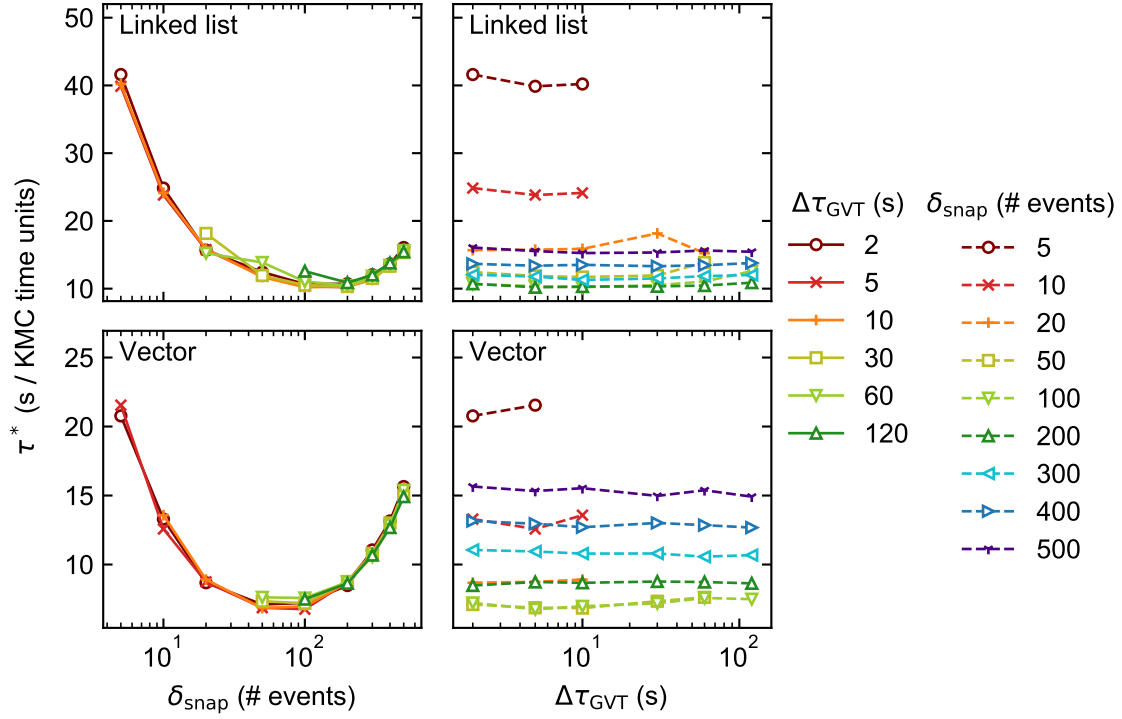 Linked list
50
40
30
20
10
Linked list
Vector
25
20
15
10
10¹ 10²
Vector
10¹ 10²
τ* (s / KMC time units)
δsnap (# events)
ΔτGVT (s)
ΔτGVT (s)
2
5
10
30
60
120
δsnap (# events)
5
10
20
50
100
200
300
400
500